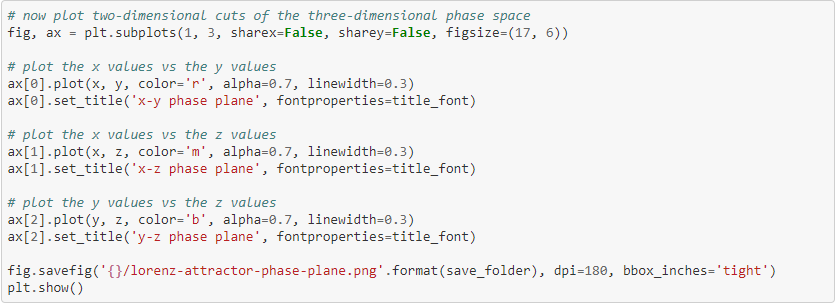 # now plot two-dimensional cuts of the three-dimensional phase space
fig, ax = plt.subplots(1, 3, sharex=False, sharey=False, figsize=(17, 6))
# plot the x values vs the y values
ax[0].plot(x, y, color='r', alpha=0.7, linewidth=0.3)
ax[0].set_title('x-y phase plane', fontproperties=title_font)
# plot the x values vs the z values
ax[1].plot(x, z, color='m', alpha=0.7, linewidth=0.3)
ax[1].set_title('x-z phase plane', fontproperties=title_font)
# plot the y values vs the z values
ax[2].plot(y, z, color='b', alpha=0.7, linewidth=0.3)
ax[2].set_title('y-z phase plane', fontproperties=title_font)
fig.savefig('{}/lorenz-attractor-phase-plane.png'.format(save_folder), dpi=180, bbox_inches='tight')
plt.show()